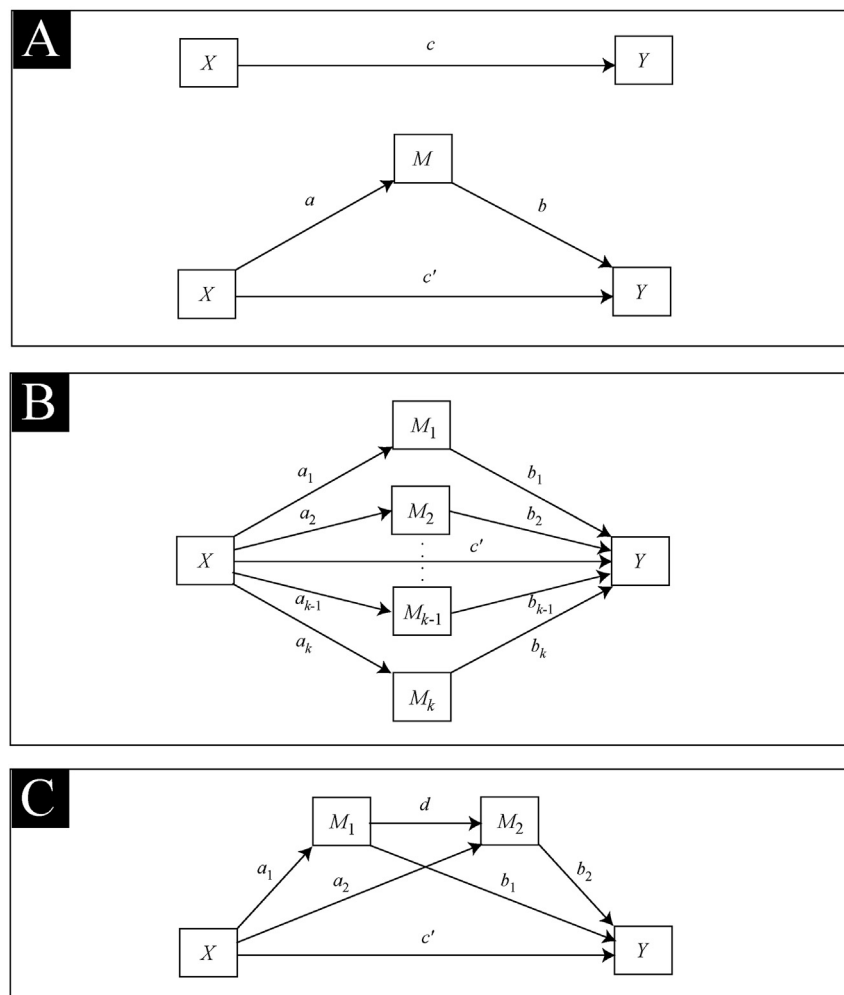 A
c
X Y
M
a b
X c′ Y
B
M₁
a₁ b₁
M₂
a₂ b₂
X c′ Y
aₖ₋₁ Mₖ₋₁ bₖ₋₁
aₖ bₖ
Mₖ
C
d
M₁ M₂
a₁ a₂ b₁ b₂
X c′ Y